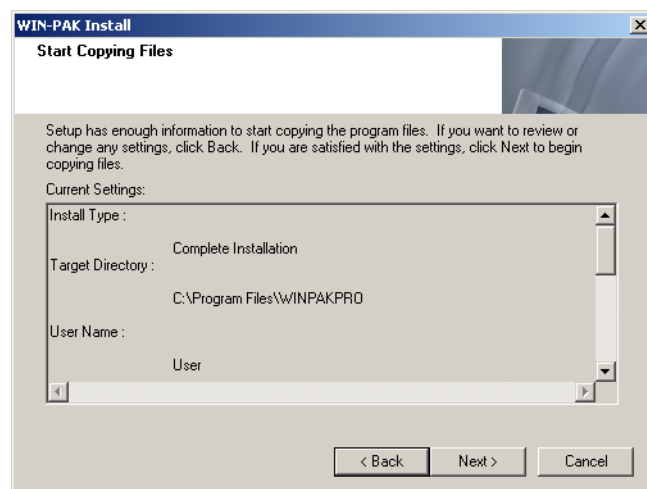 WIN-PAK Install
Start Copying Files
Setup has enough information to start copying the program files. If you want to review or
change any settings, click Back. If you are satisfied with the settings, click Next to begin
copying files.
Current Settings:
Install Type :
Complete Installation
Target Directory :
C:\Program Files\WINPAKPRO
User Name :
User
< Back
Next >
Cancel